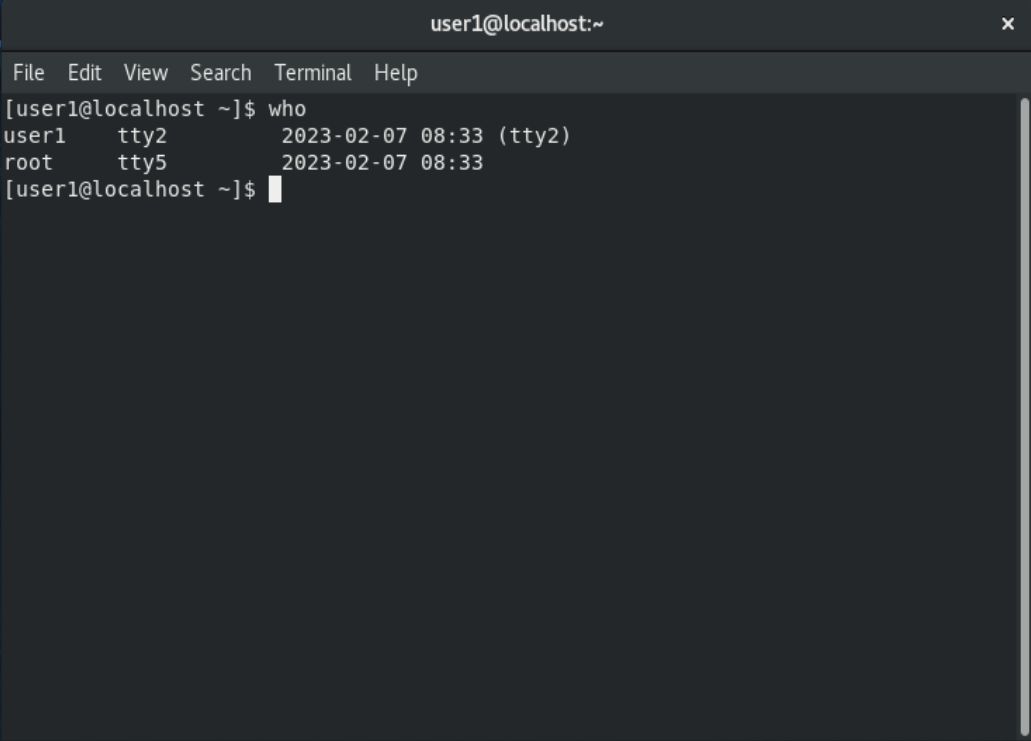 user1@localhost:~ ×
File Edit View Search Terminal Help
[user1@localhost ~]$ who
user1    tty2         2023-02-07 08:33 (tty2)
root     tty5         2023-02-07 08:33
[user1@localhost ~]$